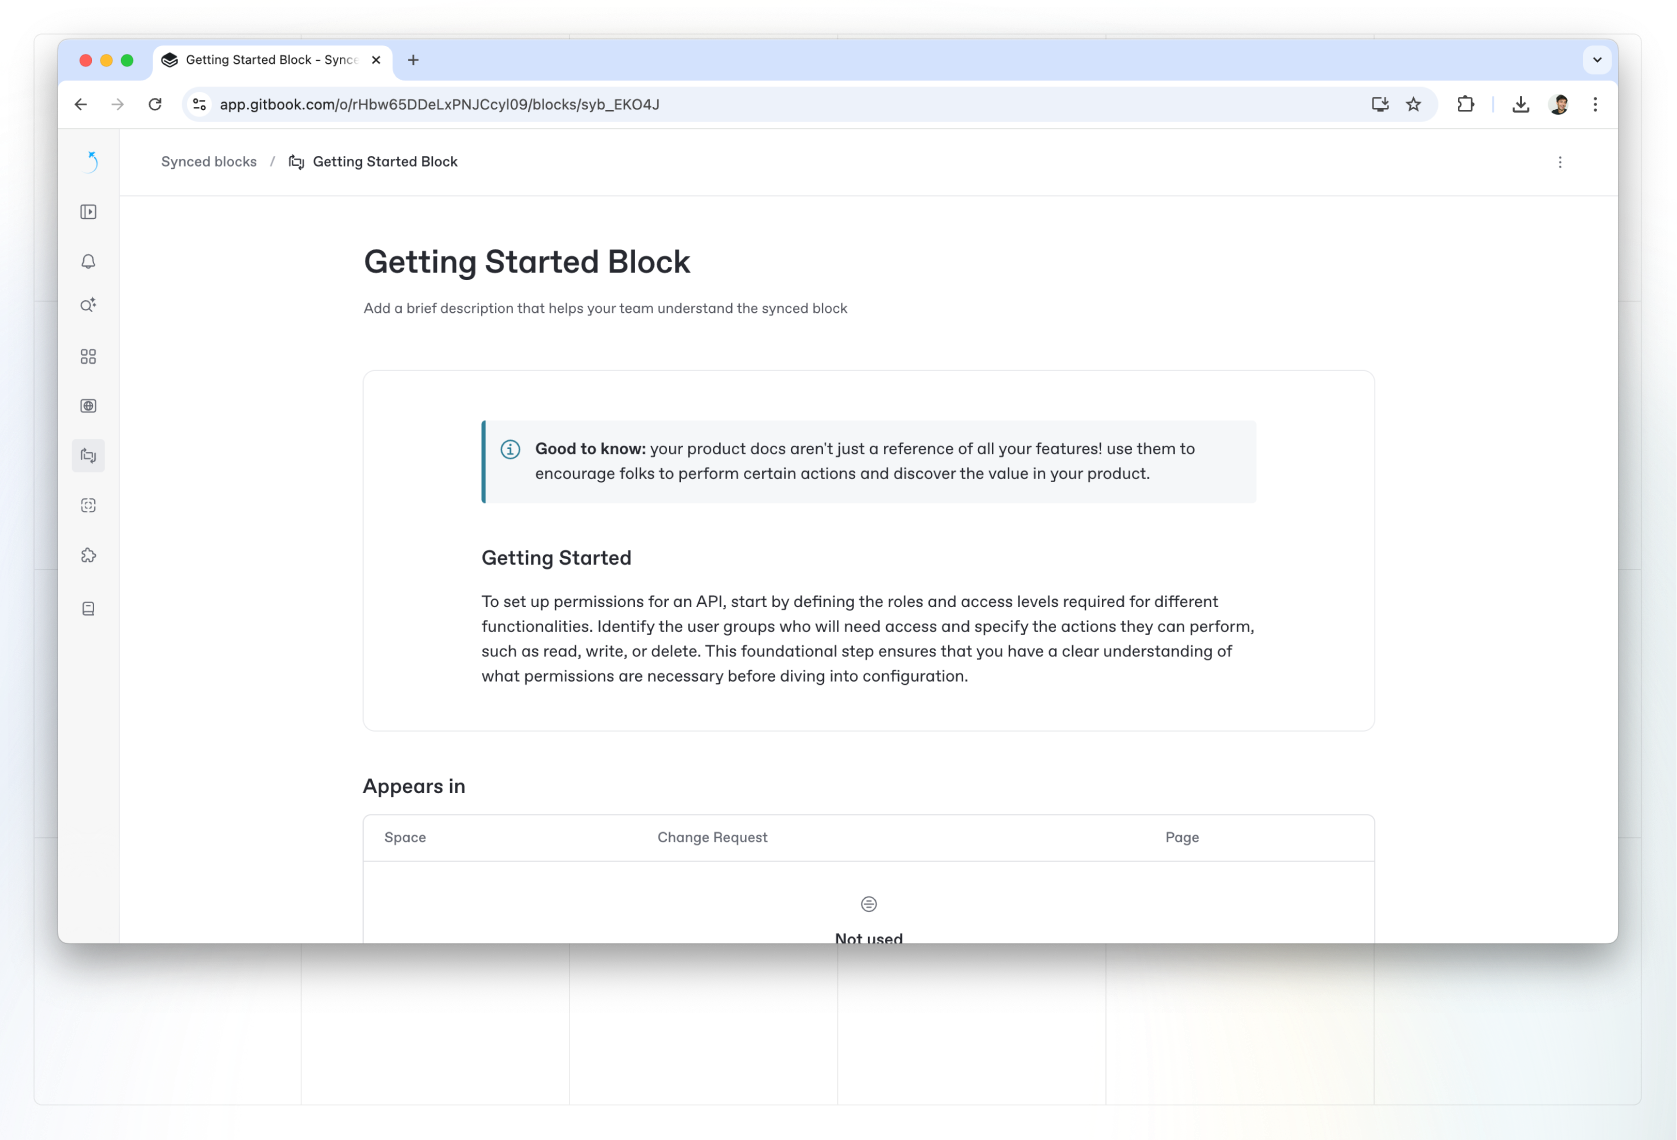 Getting Started Block - Synce
app.gitbook.com/o/rHbw65DDeLxPNJCcyl09/blocks/syb_EKO4J
Synced blocks / Getting Started Block
Getting Started Block
Add a brief description that helps your team understand the synced block
Good to know: your product docs aren't just a reference of all your features! use them to
encourage folks to perform certain actions and discover the value in your product.
Getting Started
To set up permissions for an API, start by defining the roles and access levels required for different
functionalities. Identify the user groups who will need access and specify the actions they can perform,
such as read, write, or delete. This foundational step ensures that you have a clear understanding of
what permissions are necessary before diving into configuration.
Appears in
Space Change Request Page
Not used